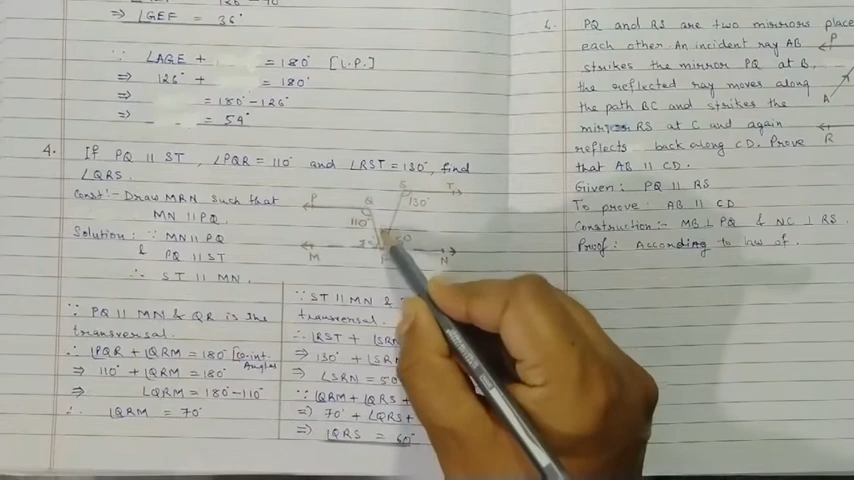 ⇒ ∠GEF = 36°
∵ ∠AGE + = 180° [L.P.]
⇒ 126° + = 180°
⇒ = 180° - 126°
⇒ = 54°
4. If PQ || ST, ∠PQR = 110° and ∠RST = 130°, find
∠QRS.
Const:- Draw MRN such that
MN || PQ.
Solution: ∵ MN || PQ
& PQ || ST
∴ ST || MN.
P Q S T
110° 130°
M N
∵ PQ || MN & QR is the
transversal.
∴ ∠PQR + ∠QRM = 180° [Co.int.
Angles
⇒ 110° + ∠QRM = 180°
⇒ ∠QRM = 180° - 110°
∴ ∠QRM = 70°
∵ ST || MN &
transversal.
∴ ∠RST +
⇒ 130° +
⇒ ∠SRN = 50°
∵ ∠QRM + ∠QRS +
⇒ 70° + ∠QRS +
⇒ ∠QRS = 60°
4. PQ and RS are two mirrors
each other. An incident ray AB
strikes the mirror PQ at B,
the reflected ray moves along
the path BC and strikes the
mirror RS at C and again
reflects back along CD. Prove
that AB || CD.
Given: PQ || RS
To prove: AB || CD
Construction:- MB ⊥ PQ & NC ⊥ RS.
Proof: According to law of.
P
A
R